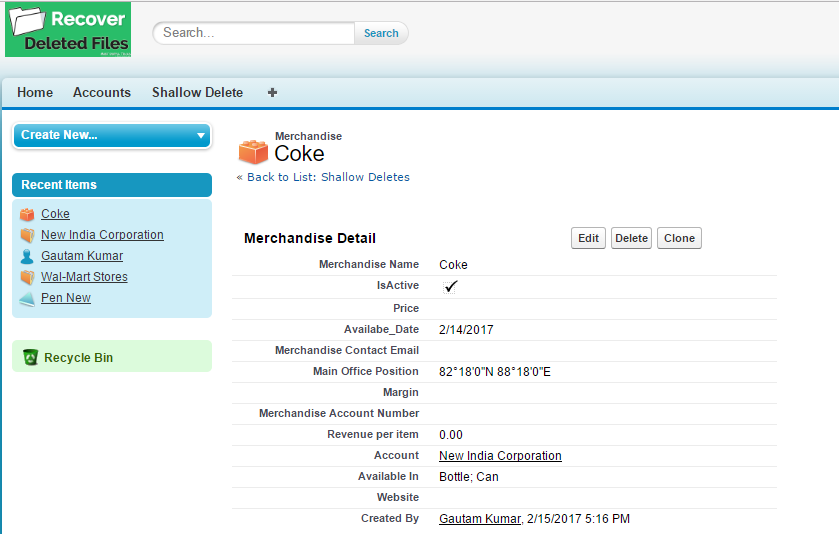 Recover
Deleted Files
Search...
Search
Home Accounts Shallow Delete +
Create New...
Recent Items
Coke
New India Corporation
Gautam Kumar
Wal-Mart Stores
Pen New
Recycle Bin
Merchandise
Coke
« Back to List: Shallow Deletes
Merchandise Detail Edit Delete Clone
Merchandise Name Coke
IsActive ✓
Price
Availabe_Date 2/14/2017
Merchandise Contact Email
Main Office Position 82°18'0"N 88°18'0"E
Margin
Merchandise Account Number
Revenue per item 0.00
Account New India Corporation
Available In Bottle; Can
Website
Created By Gautam Kumar, 2/15/2017 5:16 PM